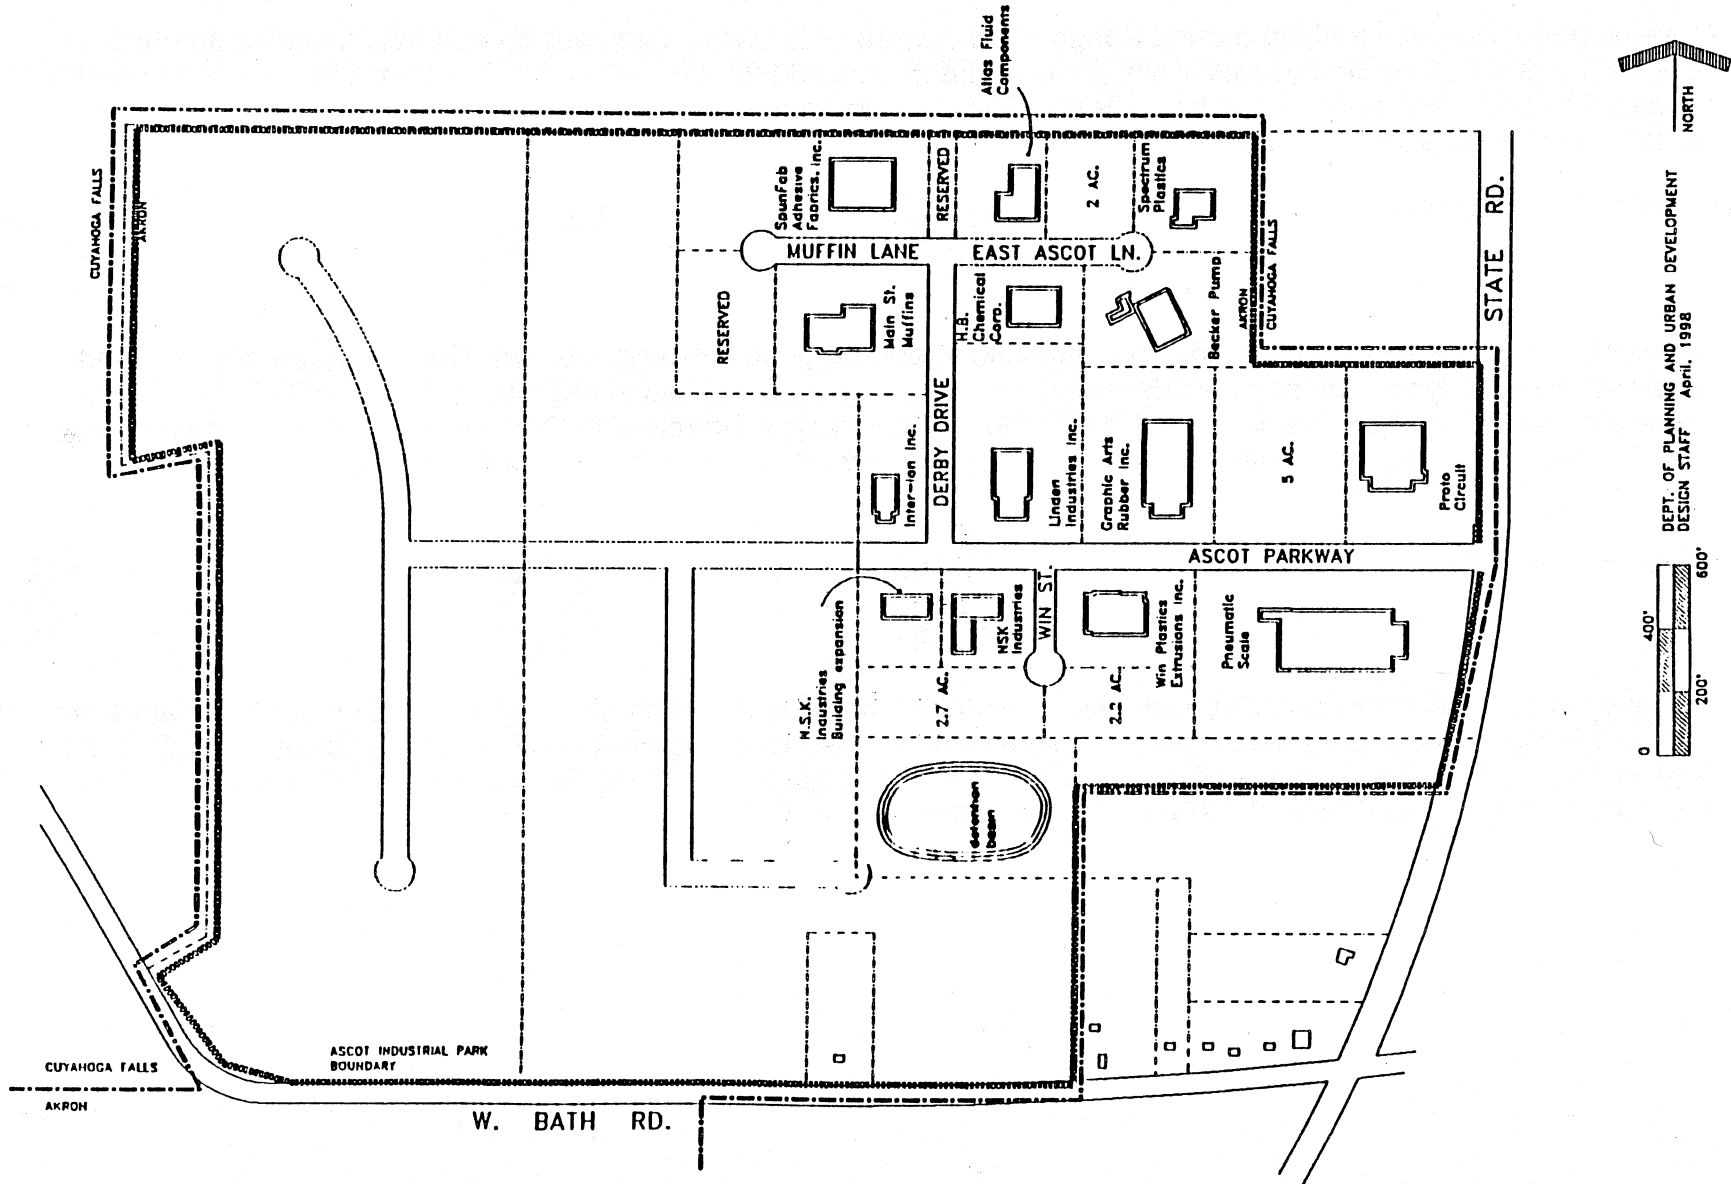 Atlas Fluid
Components
NORTH
CUYAHOGA FALLS
AKRON
SpunFab
Adhesive
Fabrics, Inc.
RESERVED
2 AC.
Spectrum
Plastics
STATE RD.
MUFFIN LANE
EAST ASCOT LN.
RESERVED
Main St.
Muffins
H.B.
Chemical
Corp.
Becker Pump
AKRON
CUYAHOGA FALLS
DERBY DRIVE
Inter-ion Inc.
Linden
Industries Inc.
Graphic Arts
Rubber Inc.
5 AC.
Proto
Circuit
DEPT. OF PLANNING AND URBAN DEVELOPMENT
DESIGN STAFF April, 1998
ASCOT PARKWAY
N.S.K.
Industries
Building expansion
NSK
Industries
WIN ST.
Win Plastics
Extrusions Inc.
Pneumatic
Scale
2.7 AC.
2.2 AC.
0
400'
200'
600'
detention
basin
ASCOT INDUSTRIAL PARK
BOUNDARY
CUYAHOGA FALLS
AKRON
W. BATH RD.